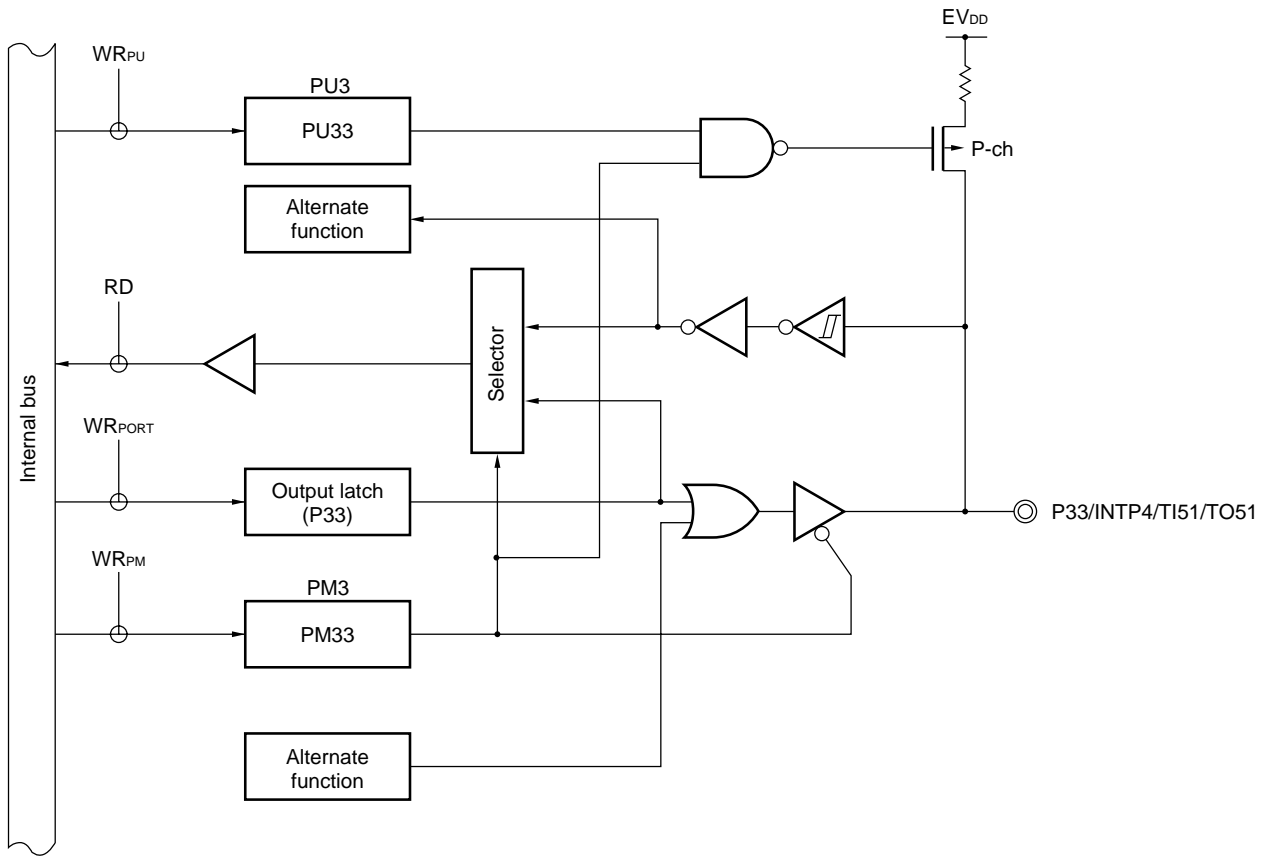 EVDD
WRPU
PU3
PU33
P-ch
Alternate
function
RD
Selector
Internal bus
WRPORT
Output latch
(P33)
P33/INTP4/TI51/TO51
WRPM
PM3
PM33
Alternate
function